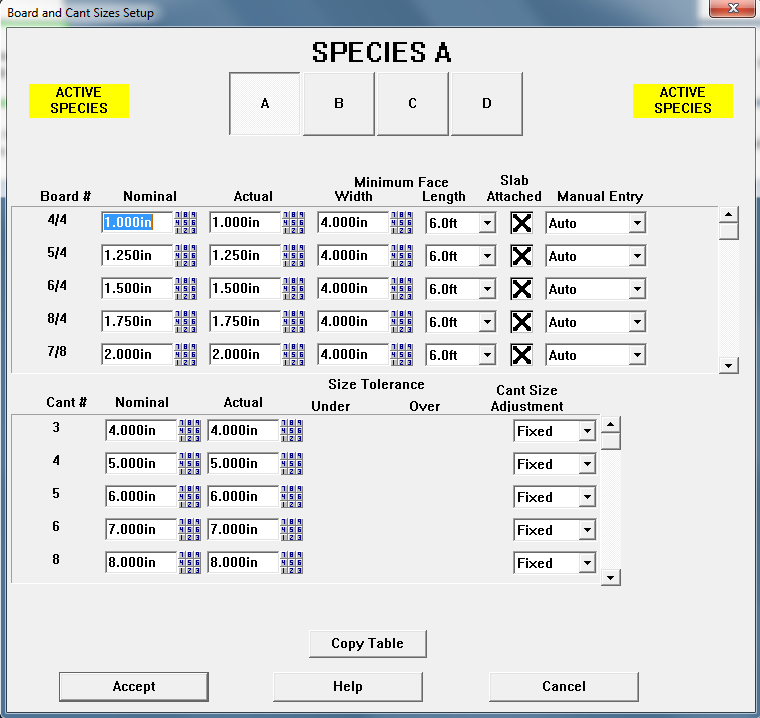 Board and Cant Sizes Setup
SPECIES A
ACTIVE
SPECIES
A B C D
ACTIVE
SPECIES
Board # Nominal Actual Minimum Face Width Length Slab Attached Manual Entry
4/4 1.000in 1.000in 4.000in 6.0ft Auto
5/4 1.250in 1.250in 4.000in 6.0ft Auto
6/4 1.500in 1.500in 4.000in 6.0ft Auto
8/4 1.750in 1.750in 4.000in 6.0ft Auto
7/8 2.000in 2.000in 4.000in 6.0ft Auto
Cant # Nominal Actual Size Tolerance Under Over Cant Size Adjustment
3 4.000in 4.000in Fixed
4 5.000in 5.000in Fixed
5 6.000in 6.000in Fixed
6 7.000in 7.000in Fixed
8 8.000in 8.000in Fixed
Copy Table
Accept Help Cancel